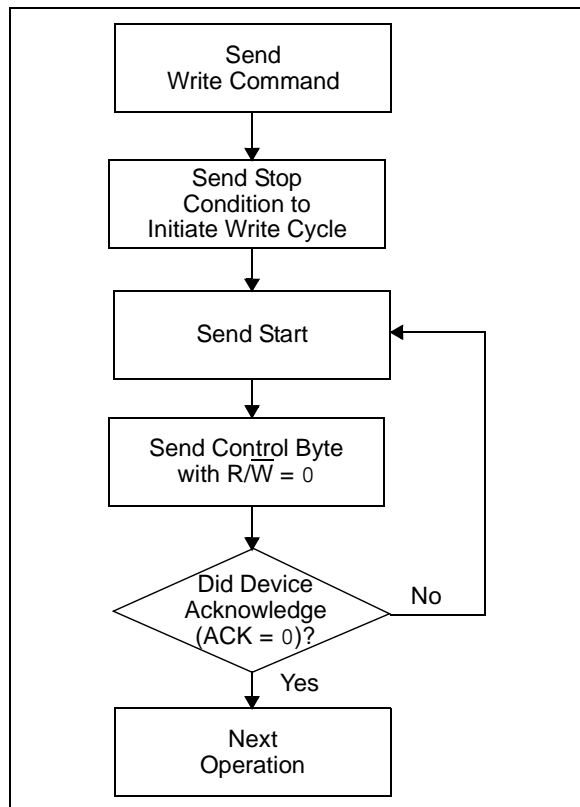 Send
Write Command
Send Stop
Condition to
Initiate Write Cycle
Send Start
Send Control Byte
with R/W̅ = 0
Did Device
Acknowledge
(ACK = 0)?
No
Yes
Next
Operation